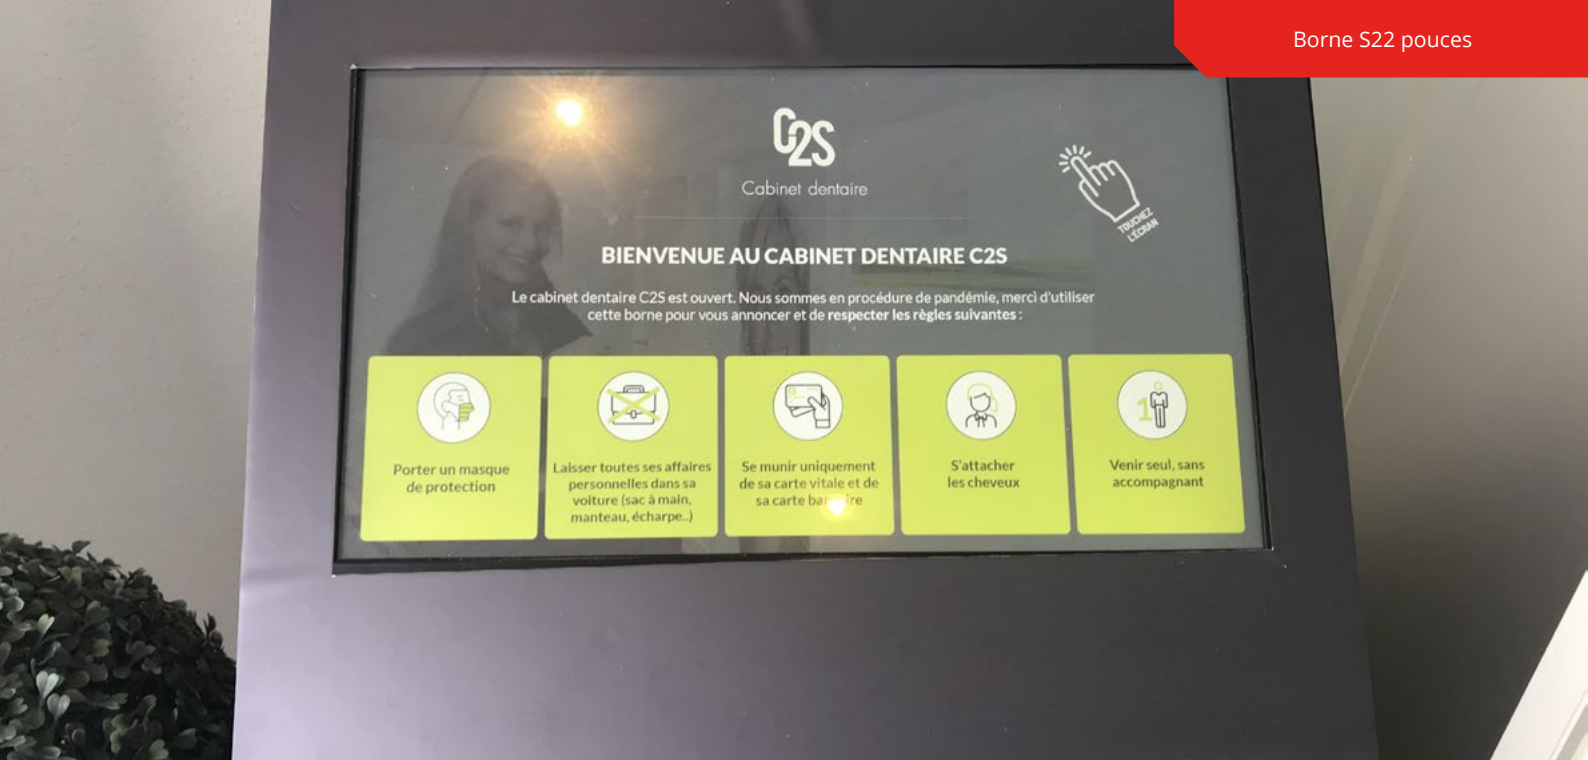 Borne S22 pouces
C2S
Cabinet dentaire
TOUCHEZ
L'ÉCRAN
BIENVENUE AU CABINET DENTAIRE C2S
Le cabinet dentaire C2S est ouvert. Nous sommes en procédure de pandémie, merci d'utiliser
cette borne pour vous annoncer et de respecter les règles suivantes :
Porter un masque
de protection
Laisser toutes ses affaires
personnelles dans sa
voiture (sac à main,
manteau, écharpe..)
Se munir uniquement
de sa carte vitale et de
sa carte
S'attacher
les cheveux
1
Venir seul, sans
accompagnant